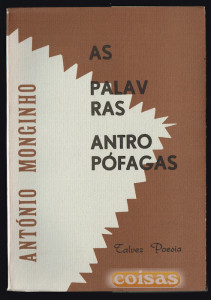 AS
PALAV
RAS
ANTRO
PÓFAGAS
ANTÓNIO MONGINHO
Talvez Poesia
coisas